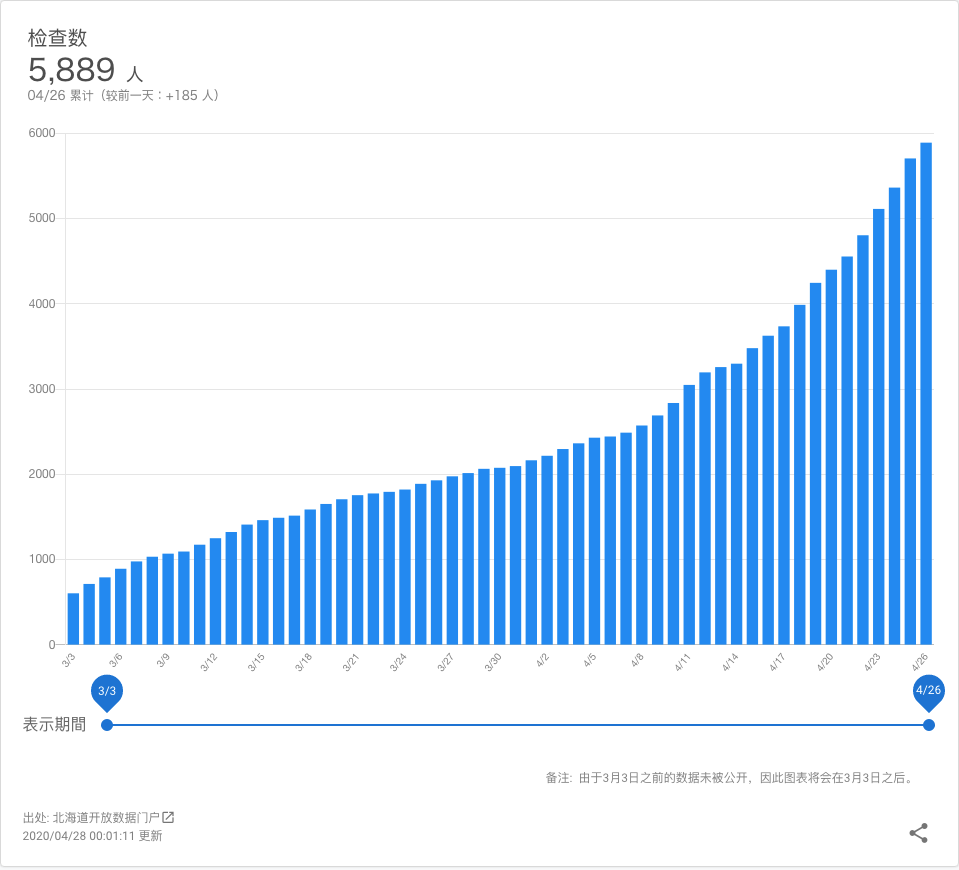 检查数
5,889 人
04/26 累计（较前一天：+185 人）
6000
5000
4000
3000
2000
1000
0
3/3 3/6 3/9 3/12 3/15 3/18 3/21 3/24 3/27 3/30 4/2 4/5 4/8 4/11 4/14 4/17 4/20 4/23 4/26
3/3 4/26
表示期間
备注: 由于3月3日之前的数据未被公开，因此图表将会在3月3日之后。
出处: 北海道开放数据门户
2020/04/28 00:01:11 更新